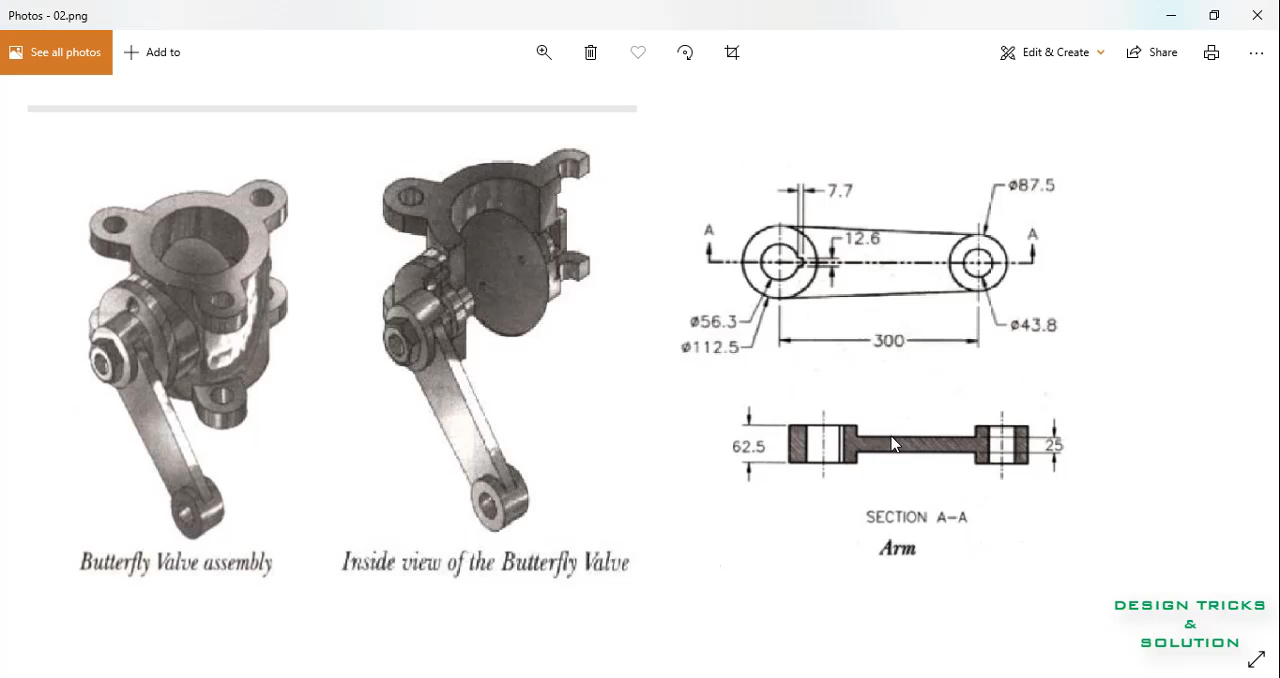 Photos - 02.png
See all photos
Add to
Edit & Create
Share
7.7
ø87.5
A
12.6
A
ø56.3
ø43.8
ø112.5
300
62.5
25
SECTION A-A
Arm
Butterfly Valve assembly
Inside view of the Butterfly Valve
DESIGN TRICKS
&
SOLUTION